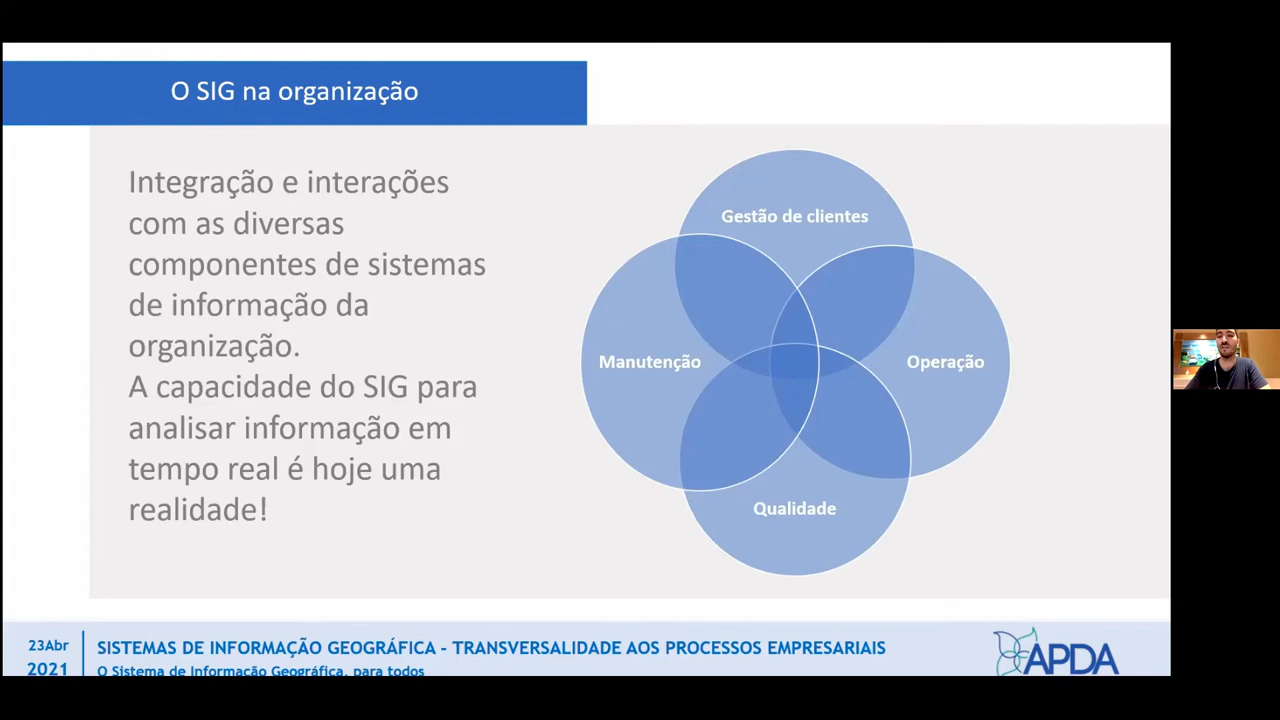 O SIG na organização
Integração e interações
com as diversas
componentes de sistemas
de informação da
organização.
A capacidade do SIG para
analisar informação em
tempo real é hoje uma
realidade!
Gestão de clientes
Manutenção
Operação
Qualidade
23Abr
2021
SISTEMAS DE INFORMAÇÃO GEOGRÁFICA - TRANSVERSALIDADE AOS PROCESSOS EMPRESARIAIS
O Sistema de Informação Geográfica, para todos
APDA